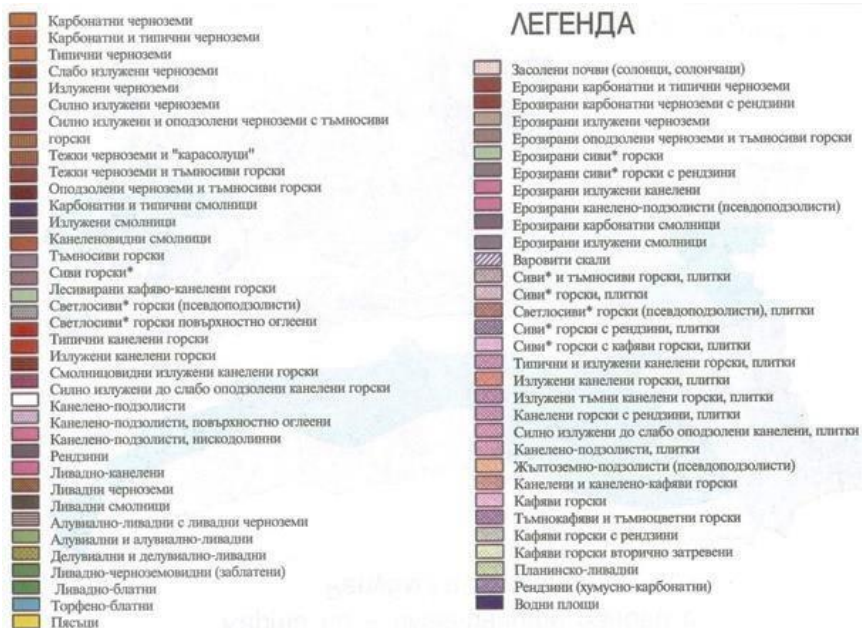 Карбонатни черноземи
Карбонатни и типични черноземи
Типични черноземи
Слабо излужени черноземи
Излужени черноземи
Силно излужени черноземи
Силно излужени и оподзолени черноземи с тъмносиви
горски
Тежки черноземи и "карасолуци"
Тежки черноземи и тъмносиви горски
Оподзолени черноземи и тъмносиви горски
Карбонатни и типични смолници
Излужени смолници
Канеленовидни смолници
Тъмносиви горски
Сиви горски*
Лесивирани кафяво-канелени горски
Светлосиви* горски (псевдоподзолисти)
Светлосиви* горски повърхностно оглеени
Типични канелени горски
Излужени канелени горски
Смолницовидни излужени канелени горски
Силно излужени до слабо оподзолени канелени горски
Канелено-подзолисти
Канелено-подзолисти, повърхностно оглеени
Канелено-подзолисти, нискодолинни
Рендзини
Ливадно-канелени
Ливадни черноземи
Ливадни смолници
Алувиално-ливадни с ливадни черноземи
Алувиални и алувиално-ливадни
Делувиални и делувиално-ливадни
Ливадно-черноземовидни (заблатени)
Ливадно-блатни
Торфено-блатни
Пясъци
ЛЕГЕНДА
Засолени почви (солонци, солончаци)
Ерозирани карбонатни и типични черноземи
Ерозирани карбонатни черноземи с рендзини
Ерозирани излужени черноземи
Ерозирани оподзолени черноземи и тъмносиви горски
Ерозирани сиви* горски
Ерозирани сиви* горски с рендзини
Ерозирани излужени канелени
Ерозирани канелено-подзолисти (псевдоподзолисти)
Ерозирани карбонатни смолници
Ерозирани излужени смолници
Варовити скали
Сиви* и тъмносиви горски, плитки
Сиви* горски, плитки
Светлосиви* горски (псевдоподзолисти), плитки
Сиви* горски с рендзини, плитки
Сиви* горски с кафяви горски, плитки
Типични и излужени канелени горски, плитки
Излужени канелени горски, плитки
Излужени тъмни канелени горски, плитки
Канелени горски с рендзини, плитки
Силно излужени до слабо оподзолени канелени, плитки
Канелено-подзолисти, плитки
Жълтоземно-подзолисти (псевдоподзолисти)
Канелени и канелено-кафяви горски
Кафяви горски
Тъмнокафяви и тъмноцветни горски
Кафяви горски с рендзини
Кафяви горски вторично затревени
Планинско-ливадни
Рендзини (хумусно-карбонатни)
Водни площи